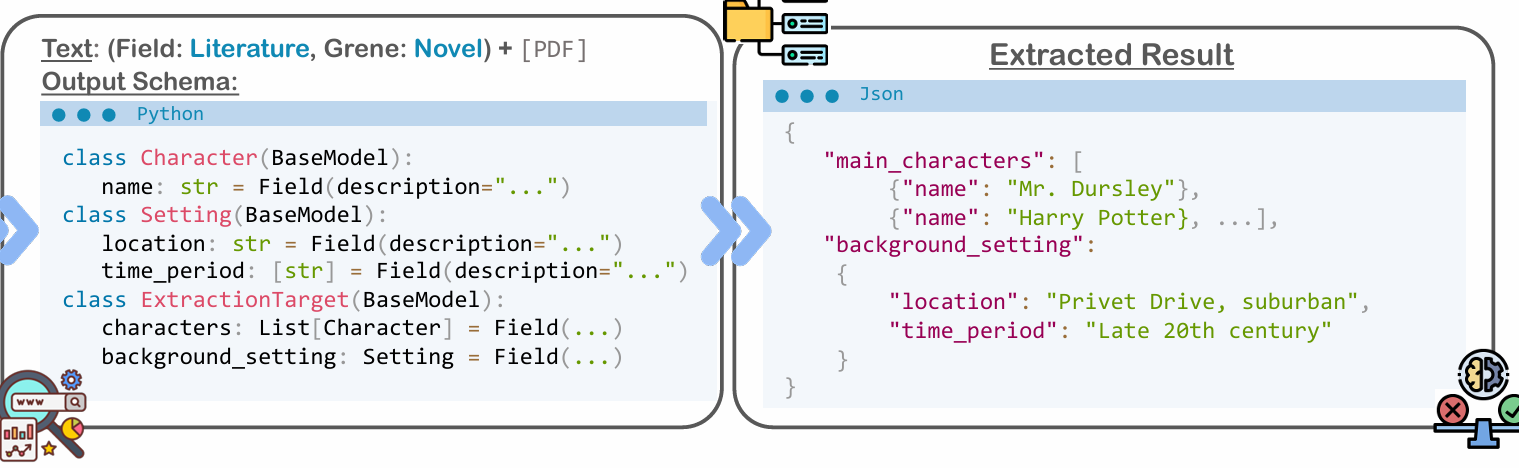 Text: (Field: Literature, Grene: Novel) + [PDF]
Output Schema:
Python
class Character(BaseModel):
    name: str = Field(description="...")
class Setting(BaseModel):
    location: str = Field(description="...")
    time_period: [str] = Field(description="...")
class ExtractionTarget(BaseModel):
    characters: List[Character] = Field(...)
    background_setting: Setting = Field(...)
www
Extracted Result
Json
{
    "main_characters": [
        {"name": "Mr. Dursley"},
        {"name": "Harry Potter}, ...],
    "background_setting":
    {
        "location": "Privet Drive, suburban",
        "time_period": "Late 20th century"
    }
}